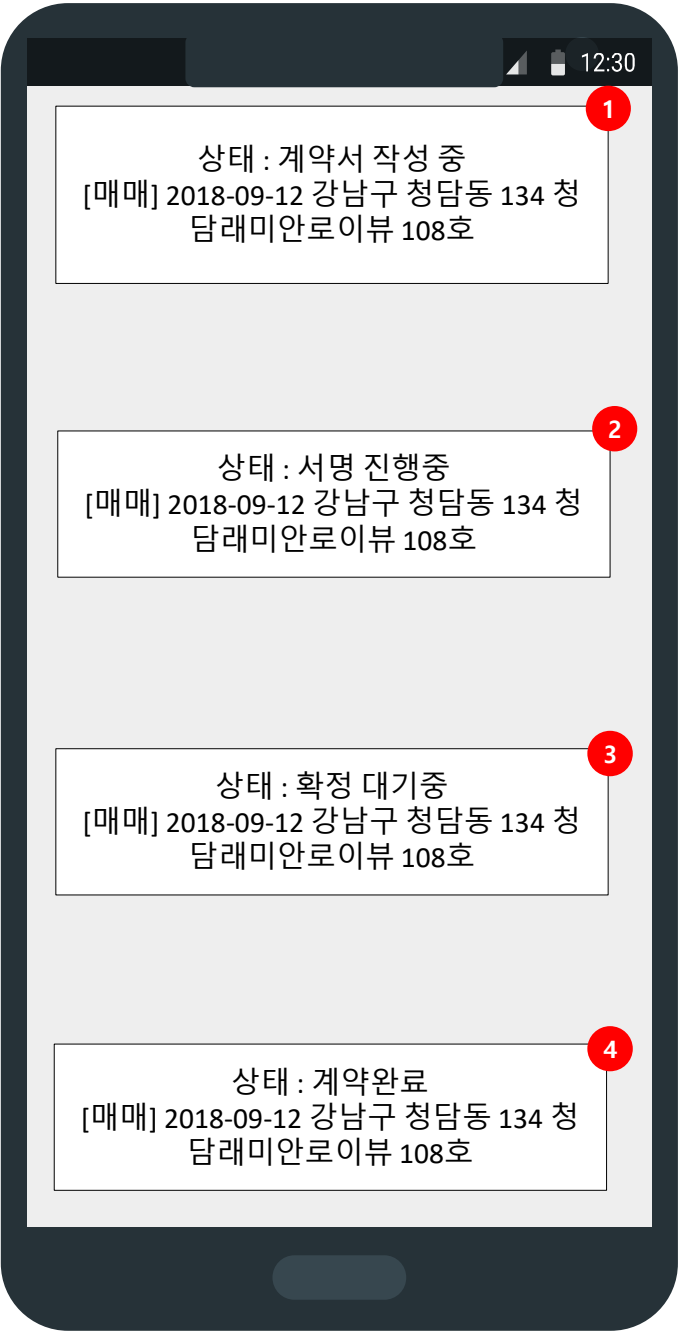 12:30
1
상태 : 계약서 작성 중
[매매] 2018-09-12 강남구 청담동 134 청
담래미안로이뷰 108호
2
상태 : 서명 진행중
[매매] 2018-09-12 강남구 청담동 134 청
담래미안로이뷰 108호
3
상태 : 확정 대기중
[매매] 2018-09-12 강남구 청담동 134 청
담래미안로이뷰 108호
4
상태 : 계약완료
[매매] 2018-09-12 강남구 청담동 134 청
담래미안로이뷰 108호